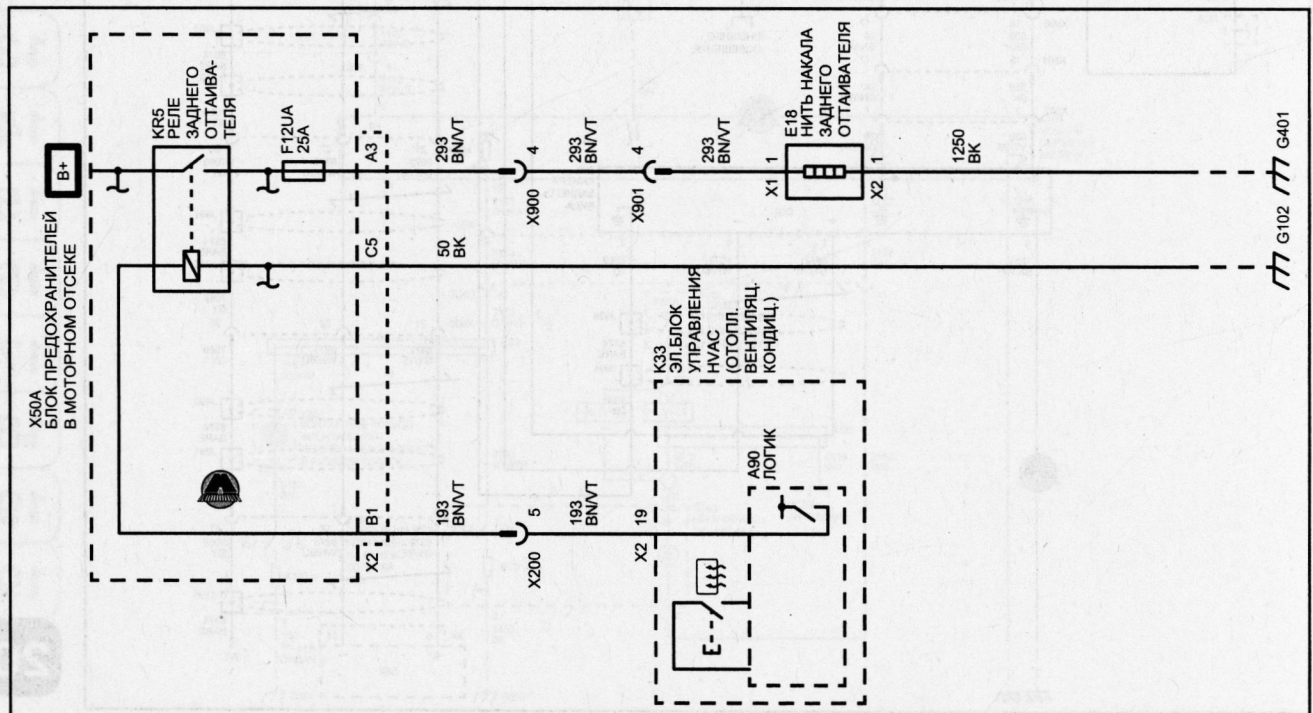 X50A
БЛОК ПРЕДОХРАНИТЕЛЕЙ
В МОТОРНОМ ОТСЕКЕ
B+
KR5
РЕЛЕ
ЗАДНЕГО
ОТТАИВА-
ТЕЛЯ
F12UA
25A
X2
B1
C5
A3
193
BN/VT
50
BK
293
BN/VT
X200
5
X900
4
193
BN/VT
293
BN/VT
X2
19
X901
4
K33
ЭЛ.БЛОК
УПРАВЛЕНИЯ
HVAC
(ОТОПЛ.
ВЕНТИЛЯЦ.
КОНДИЦ.)
293
BN/VT
A90
ЛОГИК
X1
1
E18
НИТЬ НАКАЛА
ЗАДНЕГО
ОТТАИВАТЕЛЯ
X2
1
1250
BK
G102
G401